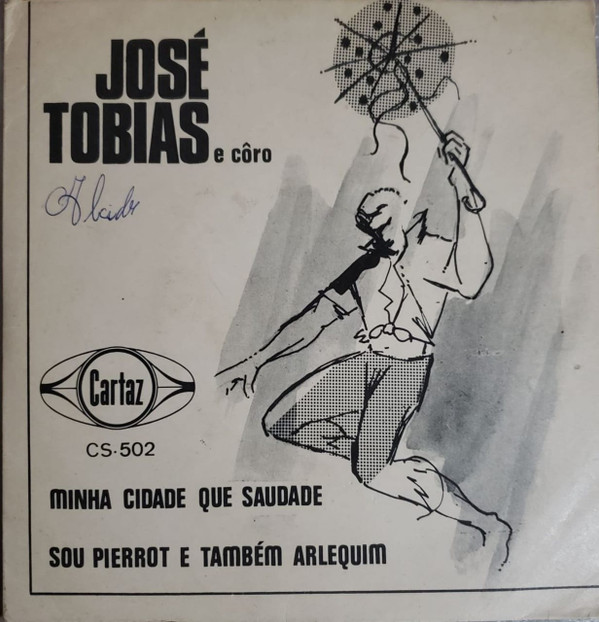 JOSÉ
TOBIAS e côro
Cartaz
CS-502
MINHA CIDADE QUE SAUDADE
SOU PIERROT E TAMBÉM ARLEQUIM